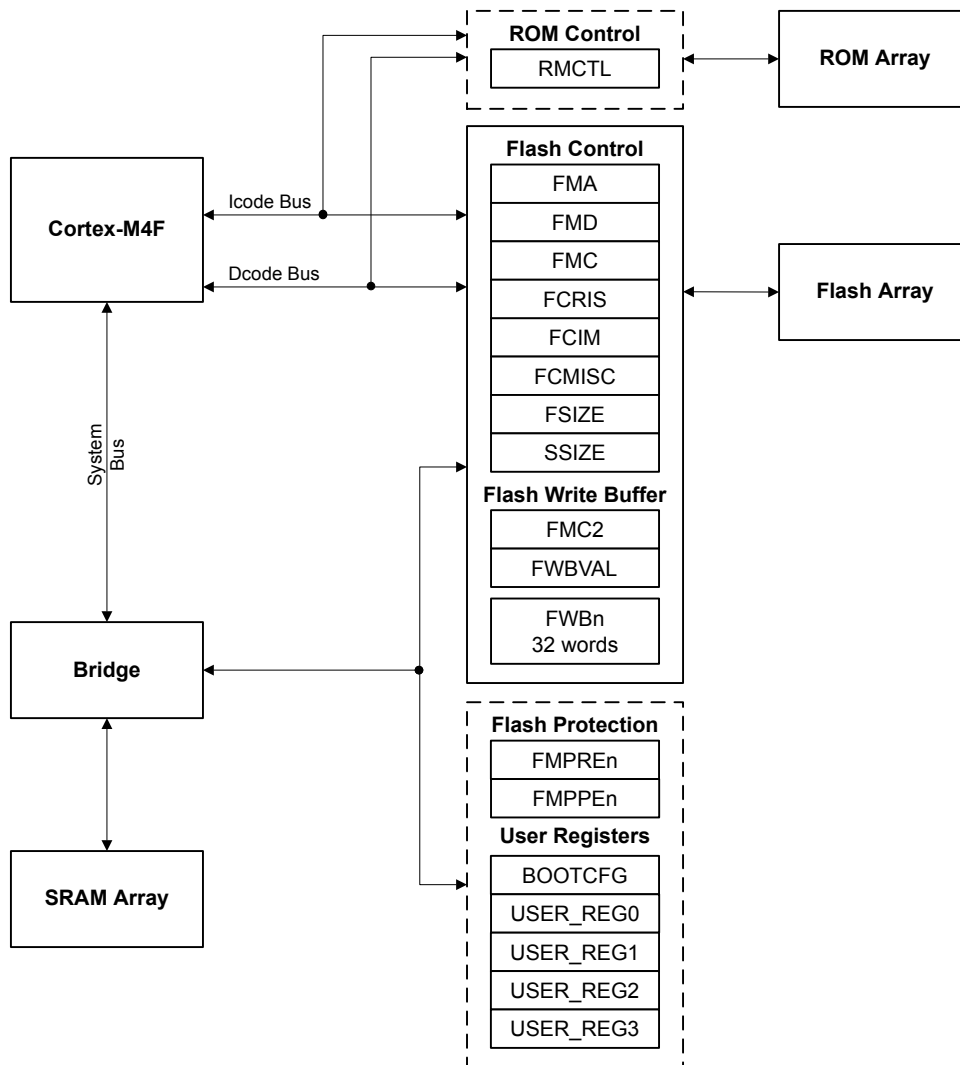 ROM Control
RMCTL
ROM Array
Flash Control
FMA
FMD
FMC
FCRIS
FCIM
FCMISC
FSIZE
SSIZE
Flash Write Buffer
FMC2
FWBVAL
FWBn
32 words
Cortex-M4F
Icode Bus
Dcode Bus
Flash Array
System
Bus
Bridge
SRAM Array
Flash Protection
FMPREn
FMPPEn
User Registers
BOOTCFG
USER_REG0
USER_REG1
USER_REG2
USER_REG3